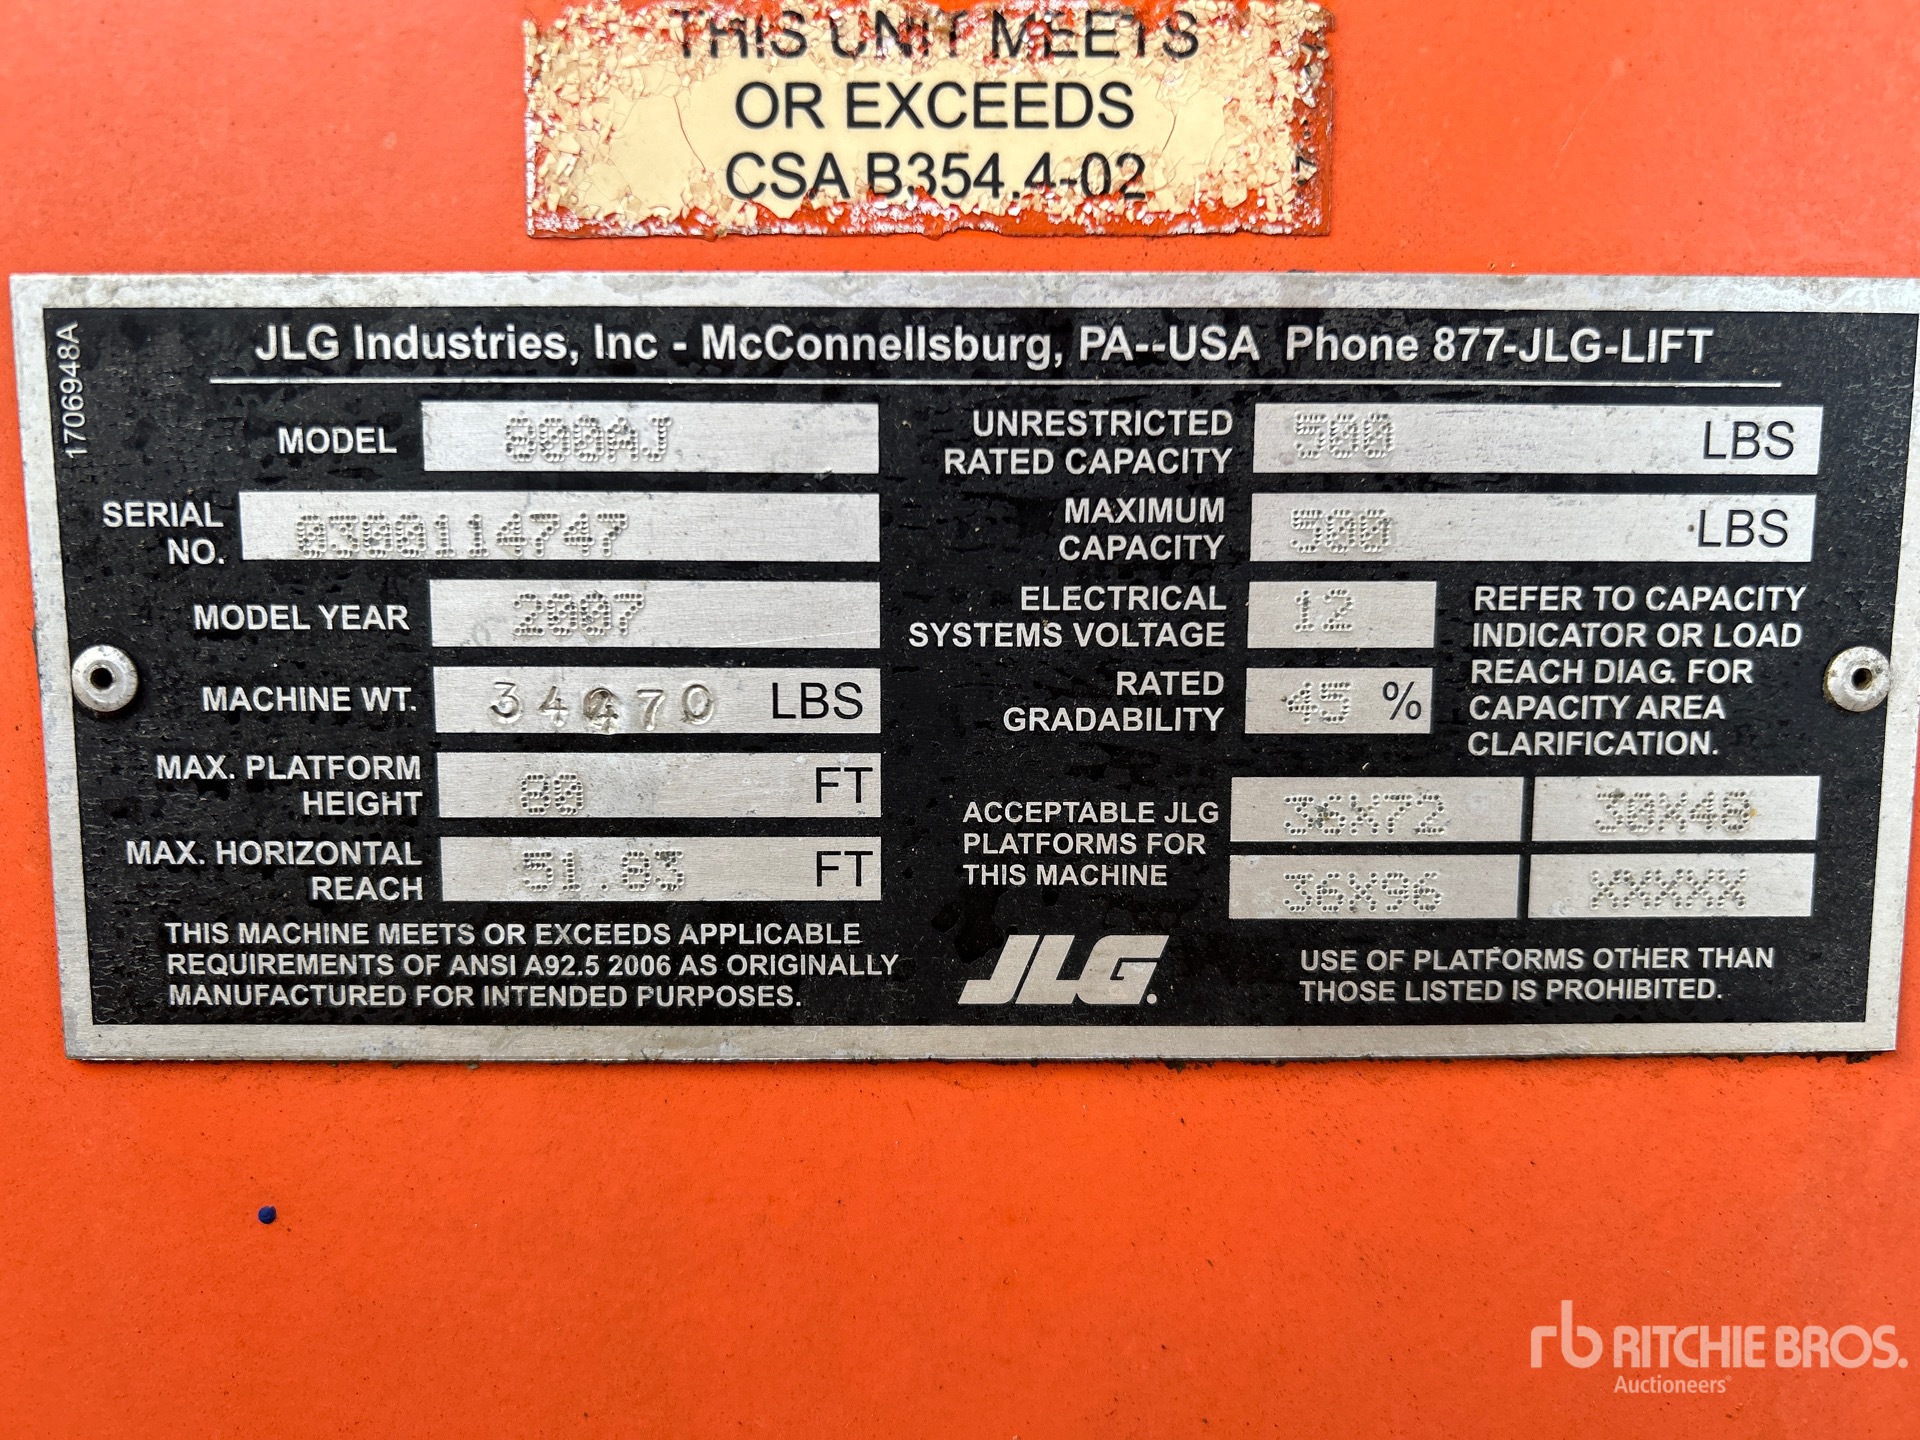 THIS UNIT MEETS
OR EXCEEDS
CSA B354.4-02
1706948A
JLG Industries, Inc - McConnellsburg, PA--USA Phone 877-JLG-LIFT
MODEL 800AJ
SERIAL NO. 0300114747
MODEL YEAR 2007
MACHINE WT. LBS
MAX. PLATFORM HEIGHT 80 FT
MAX. HORIZONTAL REACH 51.83 FT
THIS MACHINE MEETS OR EXCEEDS APPLICABLE
REQUIREMENTS OF ANSI A92.5 2006 AS ORIGINALLY
MANUFACTURED FOR INTENDED PURPOSES.
UNRESTRICTED RATED CAPACITY 500 LBS
MAXIMUM CAPACITY 500 LBS
ELECTRICAL SYSTEMS VOLTAGE 12
RATED GRADABILITY 45 %
REFER TO CAPACITY
INDICATOR OR LOAD
REACH DIAG. FOR
CAPACITY AREA
CLARIFICATION.
ACCEPTABLE JLG
PLATFORMS FOR
THIS MACHINE
36X72 30X48
36X96 XXXXX
JLG.
USE OF PLATFORMS OTHER THAN
THOSE LISTED IS PROHIBITED.
rb RITCHIE BROS.
Auctioneers